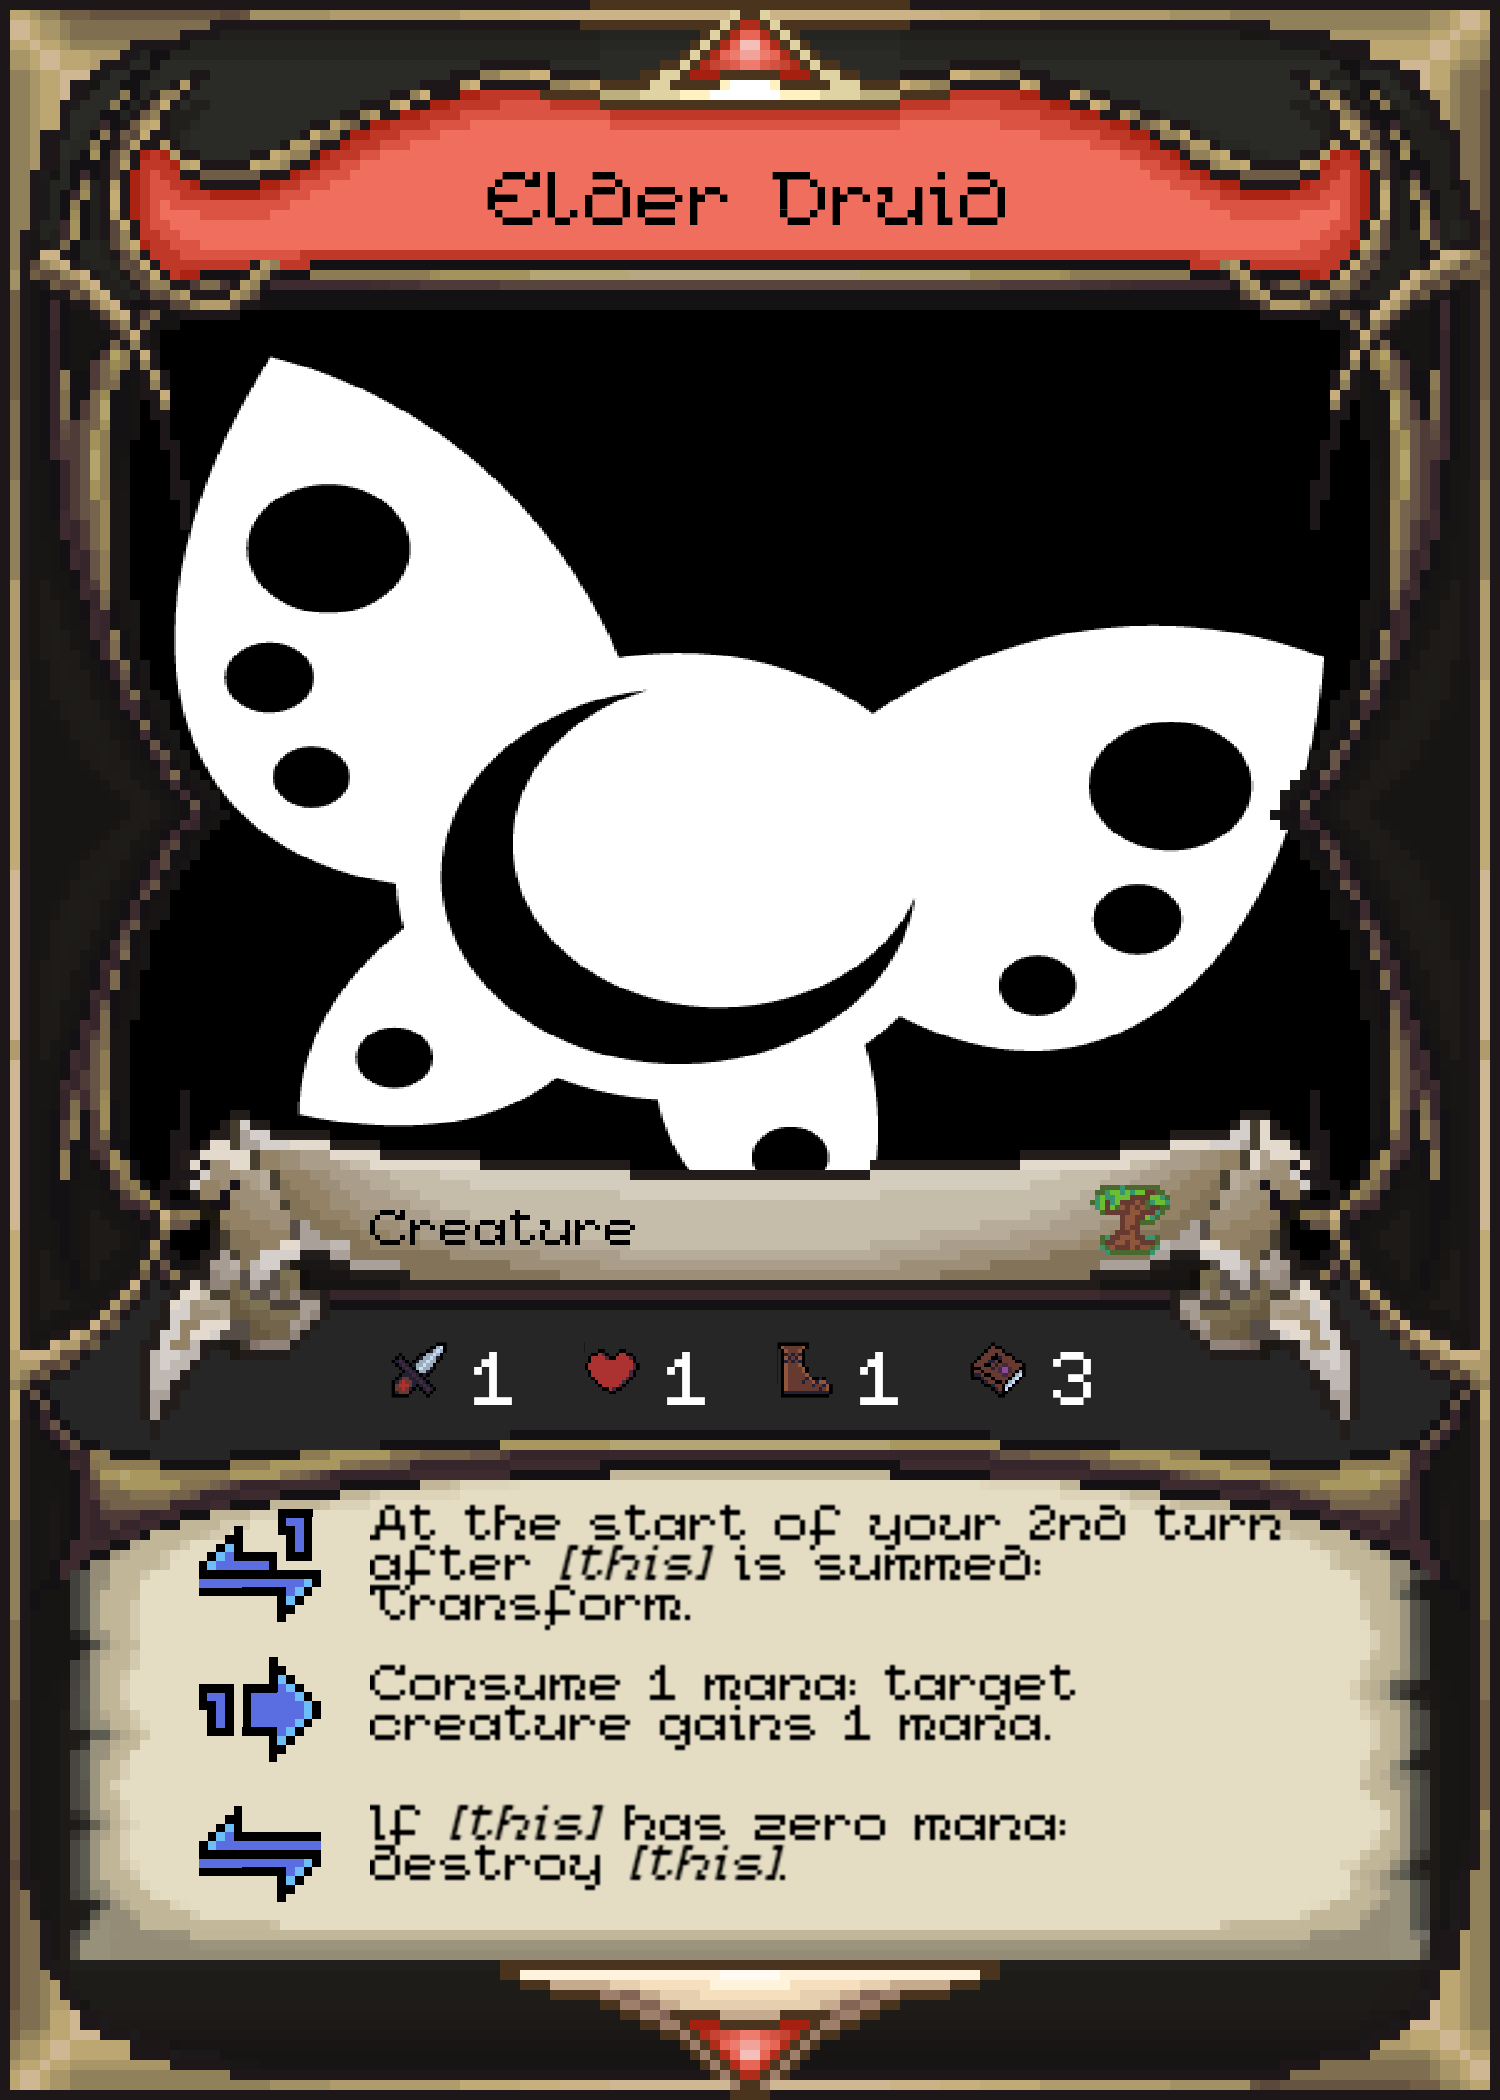 Elder Druid
Creature
1 1 1 3
1
At the start of your 2nd turn
after [this] is summed:
Transform.
1
Consume 1 mana: target
creature gains 1 mana.
If [this] has zero mana:
destroy [this].